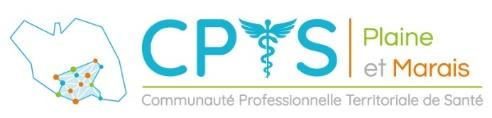 CPTS
Plaine
et Marais
Communauté Professionnelle Territoriale de Santé